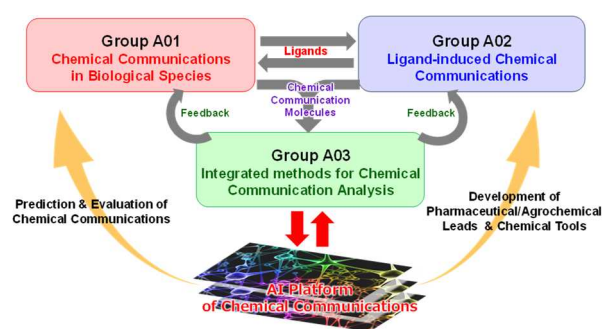 Group A01
Chemical Communications
in Biological Species
Ligands
Group A02
Ligand-induced Chemical
Communications
Chemical
Communication
Molecules
Feedback
Feedback
Group A03
Integrated methods for Chemical
Communication Analysis
Prediction & Evaluation of
Chemical Communications
Development of
Pharmaceutical/Agrochemical
Leads & Chemical Tools
AI Platform
of Chemical Communications